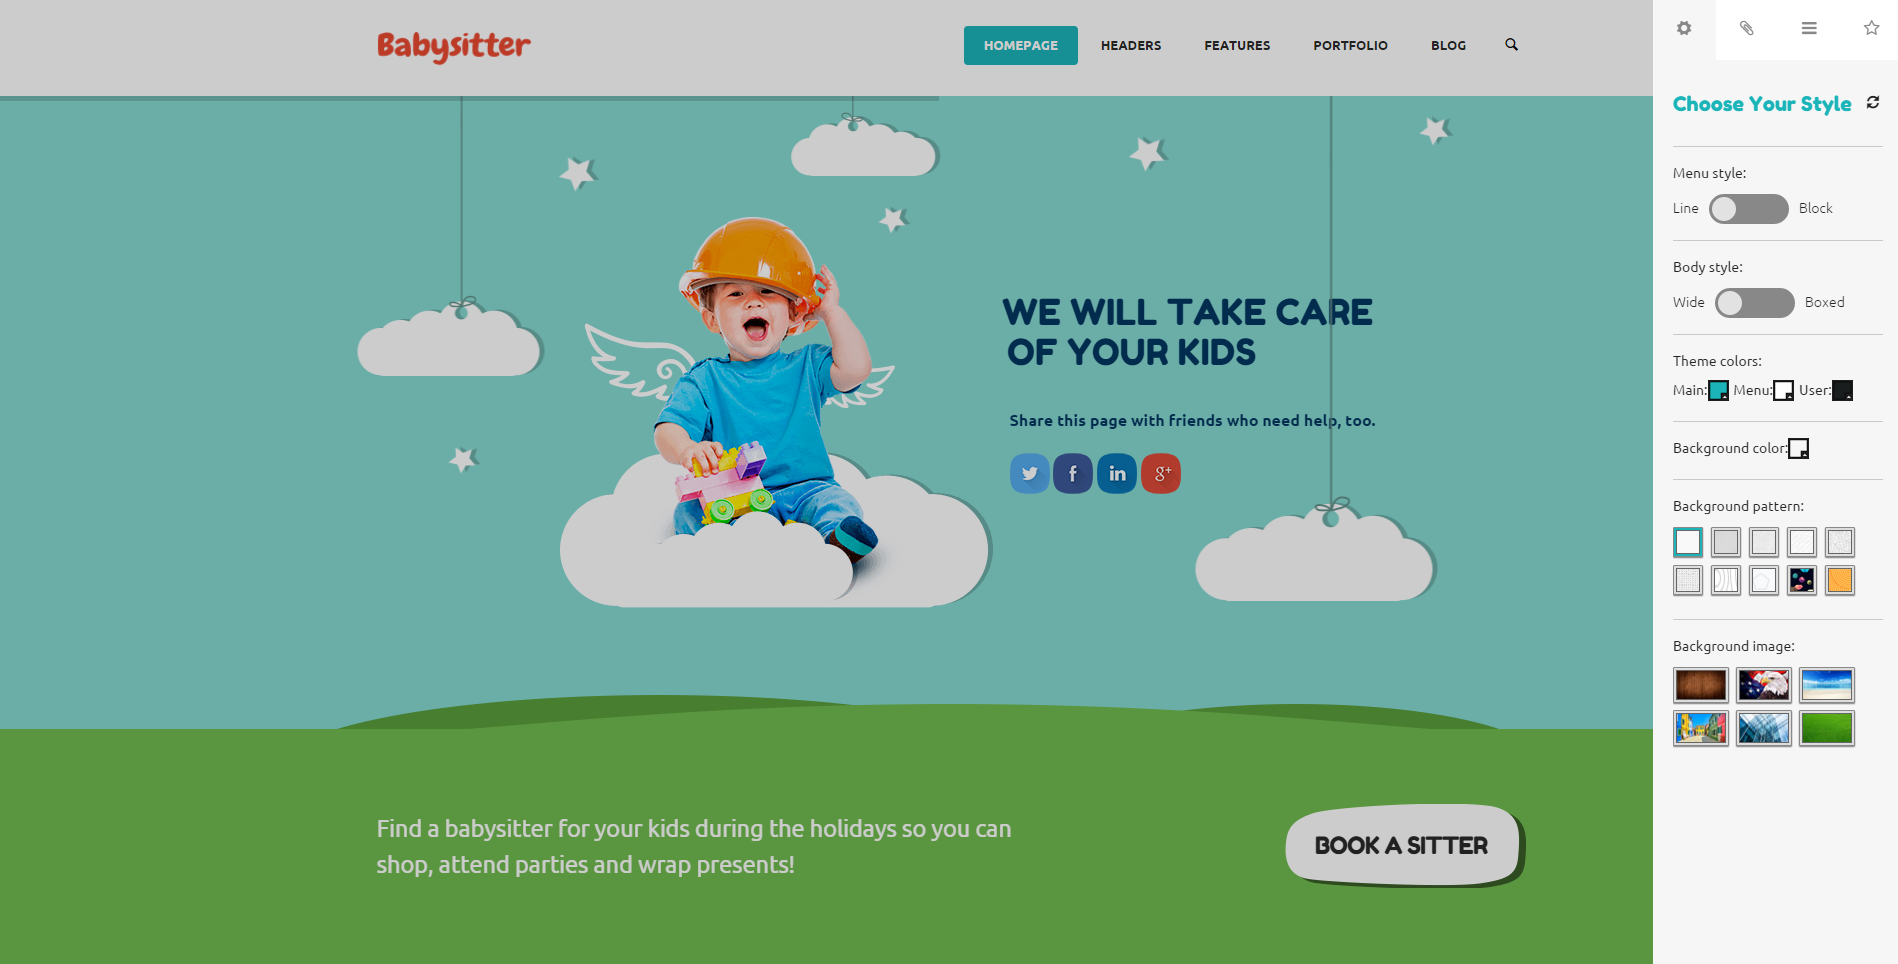 Babysitter
HOMEPAGE
HEADERS
FEATURES
PORTFOLIO
BLOG
WE WILL TAKE CARE
OF YOUR KIDS
Share this page with friends who need help, too.
f
in
g+
Find a babysitter for your kids during the holidays so you can
shop, attend parties and wrap presents!
BOOK A SITTER
Choose Your Style
Menu style:
Line Block
Body style:
Wide Boxed
Theme colors:
Main: Menu: User:
Background color:
Background pattern:
Background image: